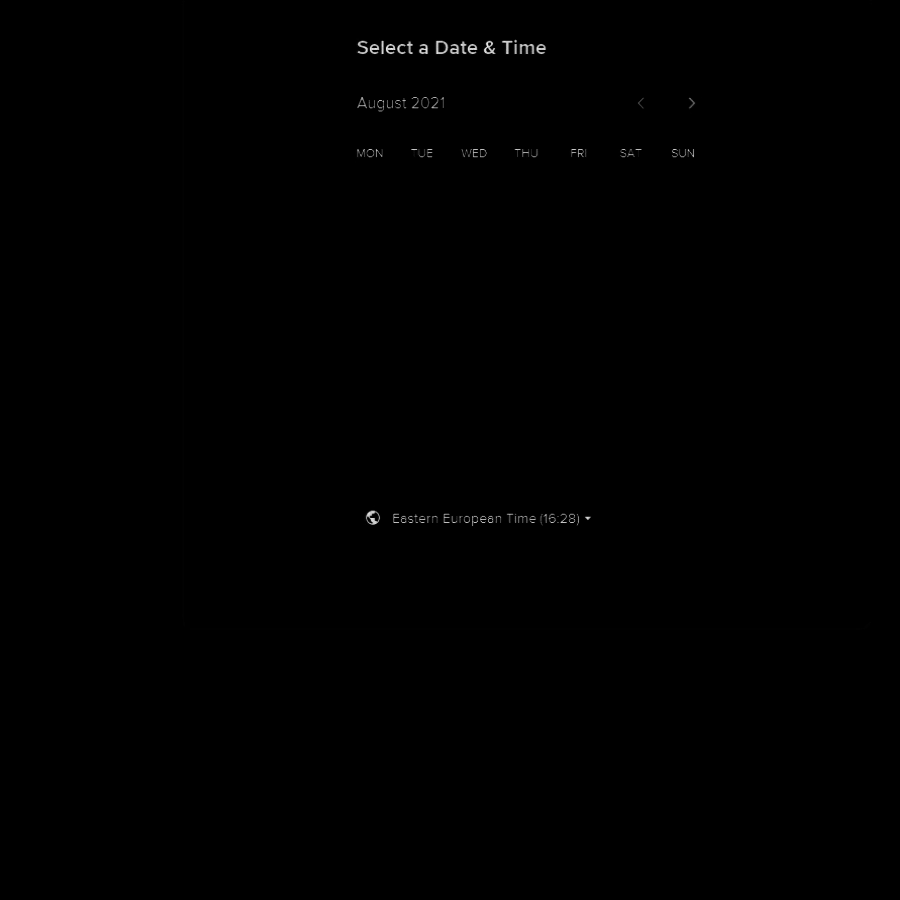 Select a Date & Time
August 2021
MON TUE WED THU FRI SAT SUN
Eastern European Time (16:28)